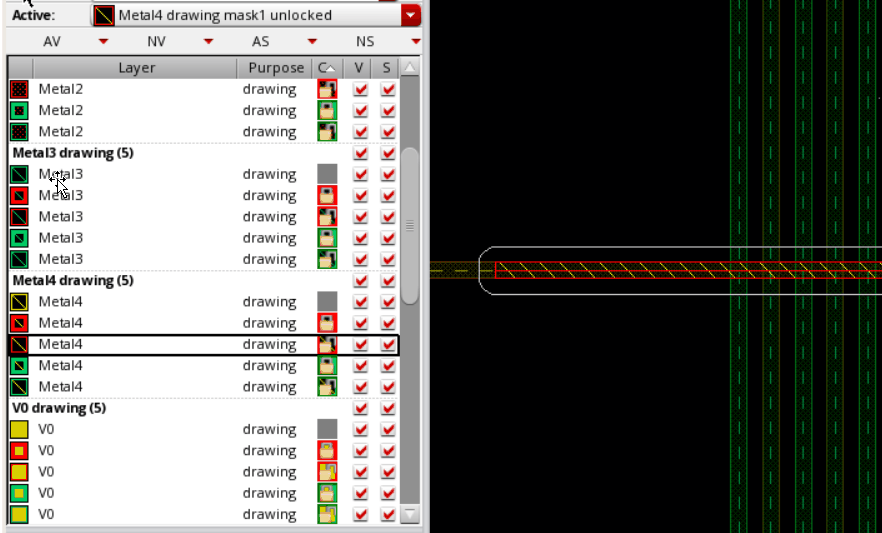 Active: Metal4 drawing mask1 unlocked
AV NV AS NS
Layer Purpose C V S
Metal2 drawing
Metal2 drawing
Metal2 drawing
Metal3 drawing (5)
Metal3 drawing
Metal3 drawing
Metal3 drawing
Metal3 drawing
Metal3 drawing
Metal4 drawing (5)
Metal4 drawing
Metal4 drawing
Metal4 drawing
Metal4 drawing
Metal4 drawing
V0 drawing (5)
V0 drawing
V0 drawing
V0 drawing
V0 drawing
V0 drawing